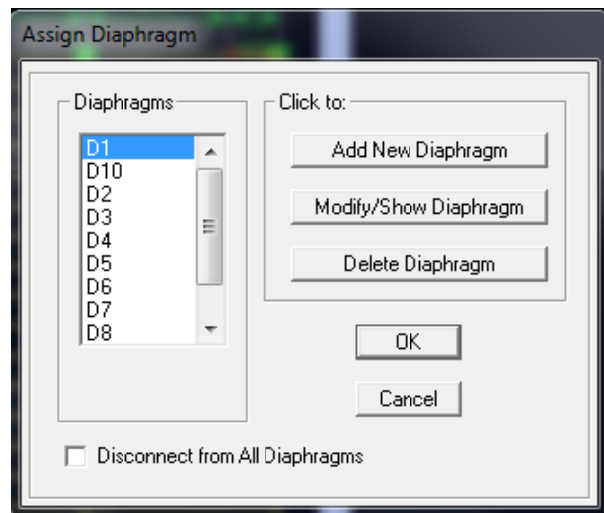 Assign Diaphragm
Diaphragms
D1
D10
D2
D3
D4
D5
D6
D7
D8
Click to:
Add New Diaphragm
Modify/Show Diaphragm
Delete Diaphragm
OK
Cancel
Disconnect from All Diaphragms